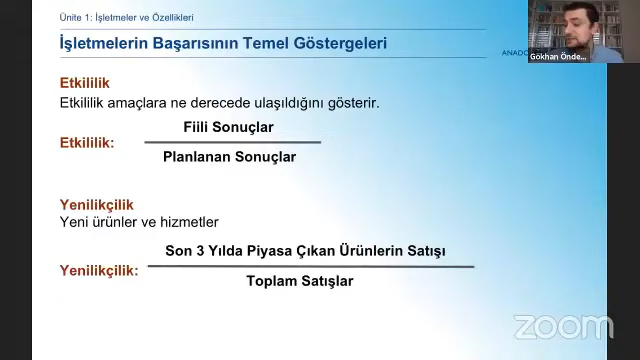 Ünite 1: İşletmeler ve Özellikleri
İşletmelerin Başarısının Temel Göstergeleri
Gökhan Önde...
Etkililik
Etkililik amaçlara ne derecede ulaşıldığını gösterir.
Fiili Sonuçlar
Etkililik:
Planlanan Sonuçlar
Yenilikçilik
Yeni ürünler ve hizmetler
Son 3 Yılda Piyasa Çıkan Ürünlerin Satışı
Yenilikçilik:
Toplam Satışlar
zoom